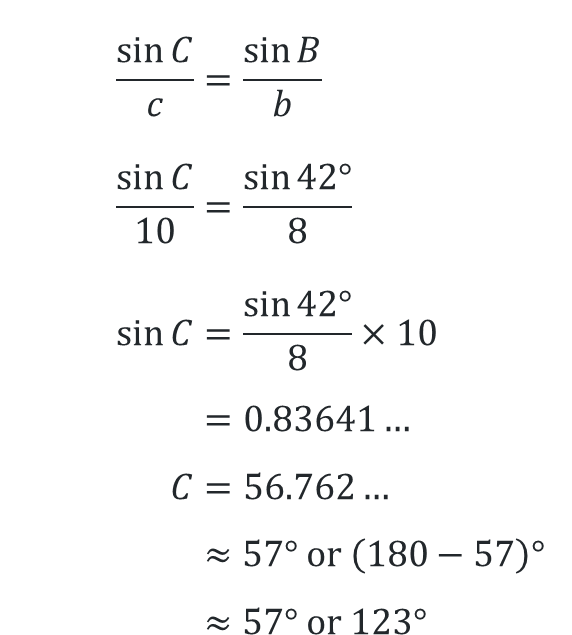 sin C / c = sin B / b
sin C / 10 = sin 42° / 8
sin C = sin 42° / 8 × 10
= 0.83641 …
C = 56.762 …
≈ 57° or (180 − 57)°
≈ 57° or 123°